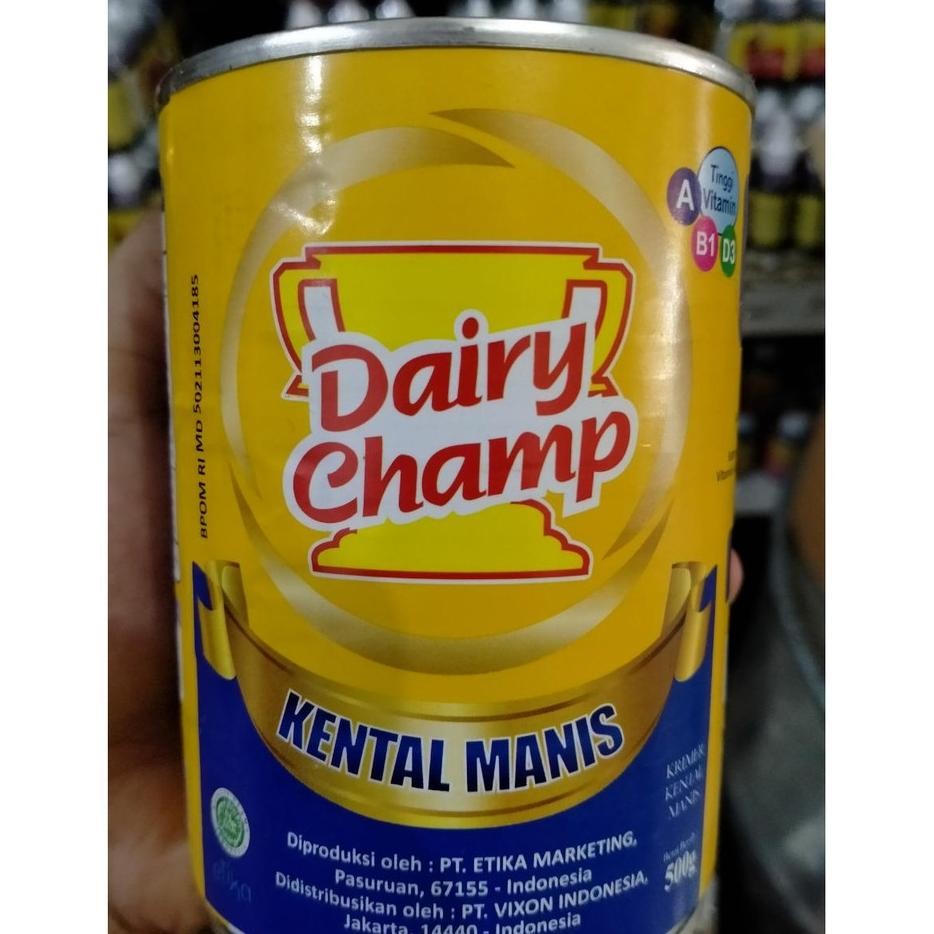 Tinggi
Vitamin
A
B1
D3
BPOM RI MD 502113004185
Dairy
Champ
KENTAL MANIS
KRIMER
KENTAL
MANIS
500g
Diproduksi oleh : PT. ETIKA MARKETING,
Pasuruan, 67155 - Indonesia
Didistribusikan oleh : PT. VIXON INDONESIA,
Jakarta, 14440 - Indonesia